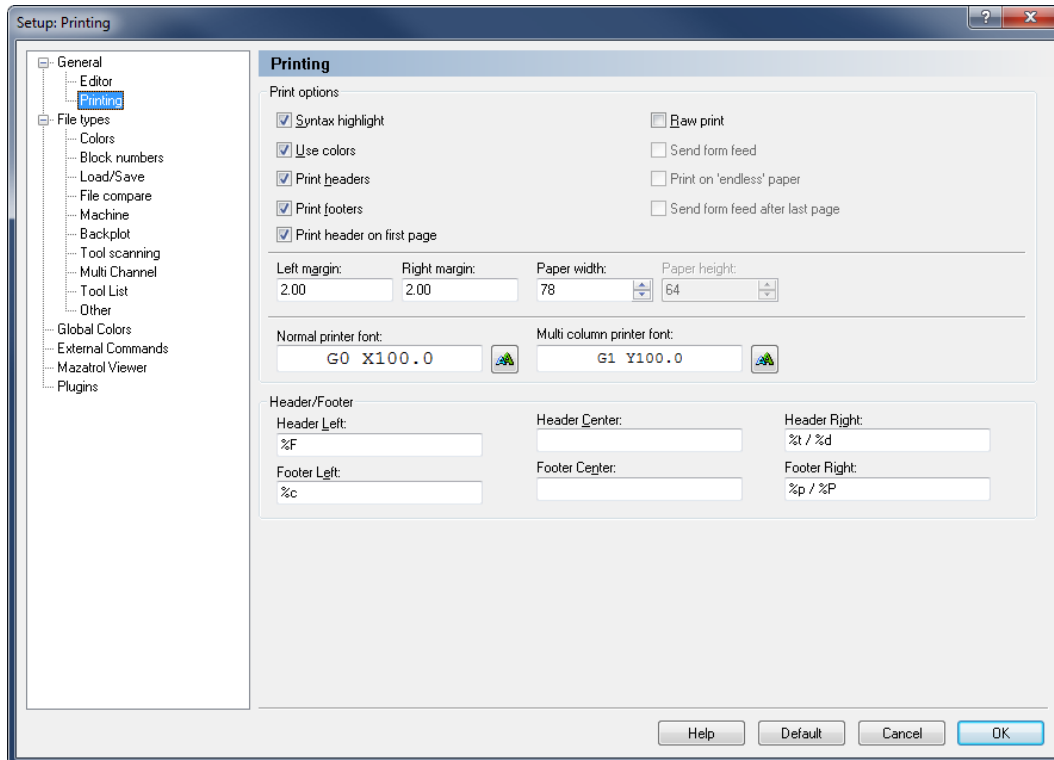 Setup: Printing
General
Editor
Printing
File types
Colors
Block numbers
Load/Save
File compare
Machine
Backplot
Tool scanning
Multi Channel
Tool List
Other
Global Colors
External Commands
Mazatrol Viewer
Plugins
Printing
Print options
Syntax highlight
Raw print
Use colors
Send form feed
Print headers
Print on 'endless' paper
Print footers
Send form feed after last page
Print header on first page
Left margin: Right margin: Paper width: Paper height:
2.00 2.00 78 64
Normal printer font: Multi column printer font:
G0 X100.0 G1 Y100.0
Header/Footer
Header Left: Header Center: Header Right:
%F %t / %d
Footer Left: Footer Center: Footer Right:
%c %p / %P
Help Default Cancel OK